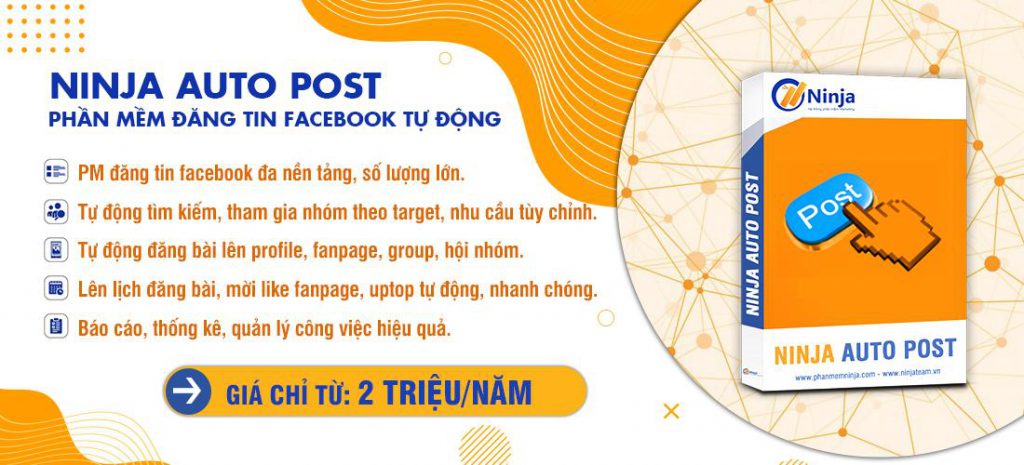 NINJA AUTO POST
PHẦN MỀM ĐĂNG TIN FACEBOOK TỰ ĐỘNG
PM đăng tin facebook đa nền tảng, số lượng lớn.
Tự động tìm kiếm, tham gia nhóm theo target, nhu cầu tùy chỉnh.
Tự động đăng bài lên profile, fanpage, group, hội nhóm.
Lên lịch đăng bài, mời like fanpage, uptop tự động, nhanh chóng.
Báo cáo, thống kê, quản lý công việc hiệu quả.
GIÁ CHỈ TỪ: 2 TRIỆU/NĂM
Ninja
Post
NINJA AUTO POST
NINJA AUTO POST
www.phanmemninja.com - www.ninjateam.vn